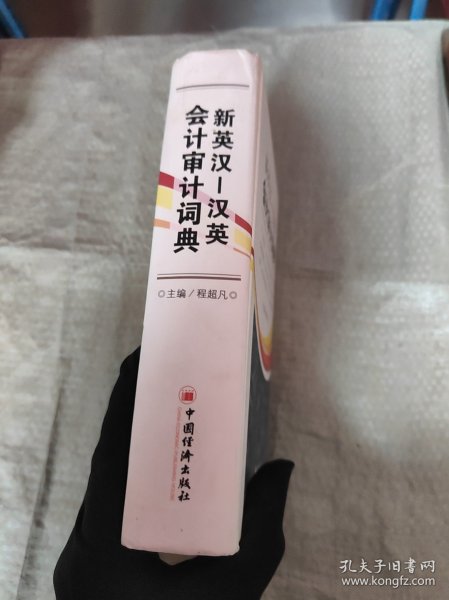 新英汉—汉英
会计审计词典
◎主编/程超凡◎
中国经济出版社
孔夫子旧书网
www.kongfz.com